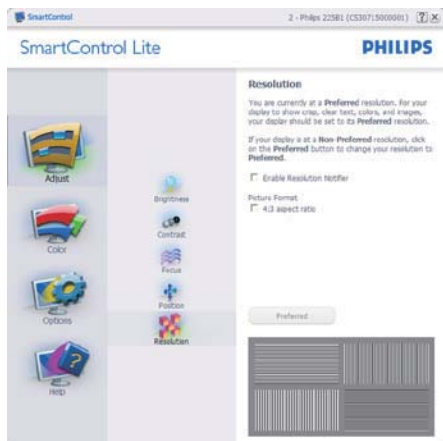 SmartControl
2 - Philips 225B1 (CS30715000001)
SmartControl Lite
PHILIPS
Adjust
Color
Options
Help
Brightness
Contrast
Focus
Position
Resolution
Resolution
You are currently at a Preferred resolution. For your
display to show crisp, clear text, colors, and images,
your display should be set to its Preferred resolution.
If your display is at a Non-Preferred resolution, click
on the Preferred button to change your resolution to
Preferred.
Enable Resolution Notifier
Picture Format
4:3 aspect ratio
Preferred